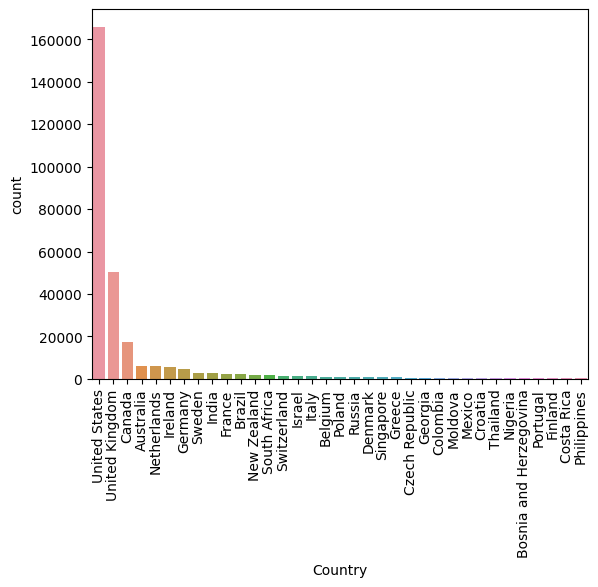 160000
140000
120000
100000
80000
60000
40000
20000
0
count
United States
United Kingdom
Canada
Australia
Netherlands
Ireland
Germany
Sweden
India
France
Brazil
New Zealand
South Africa
Switzerland
Israel
Italy
Belgium
Poland
Russia
Denmark
Singapore
Greece
Czech Republic
Georgia
Colombia
Moldova
Mexico
Croatia
Thailand
Nigeria
Bosnia and Herzegovina
Portugal
Finland
Costa Rica
Philippines
Country